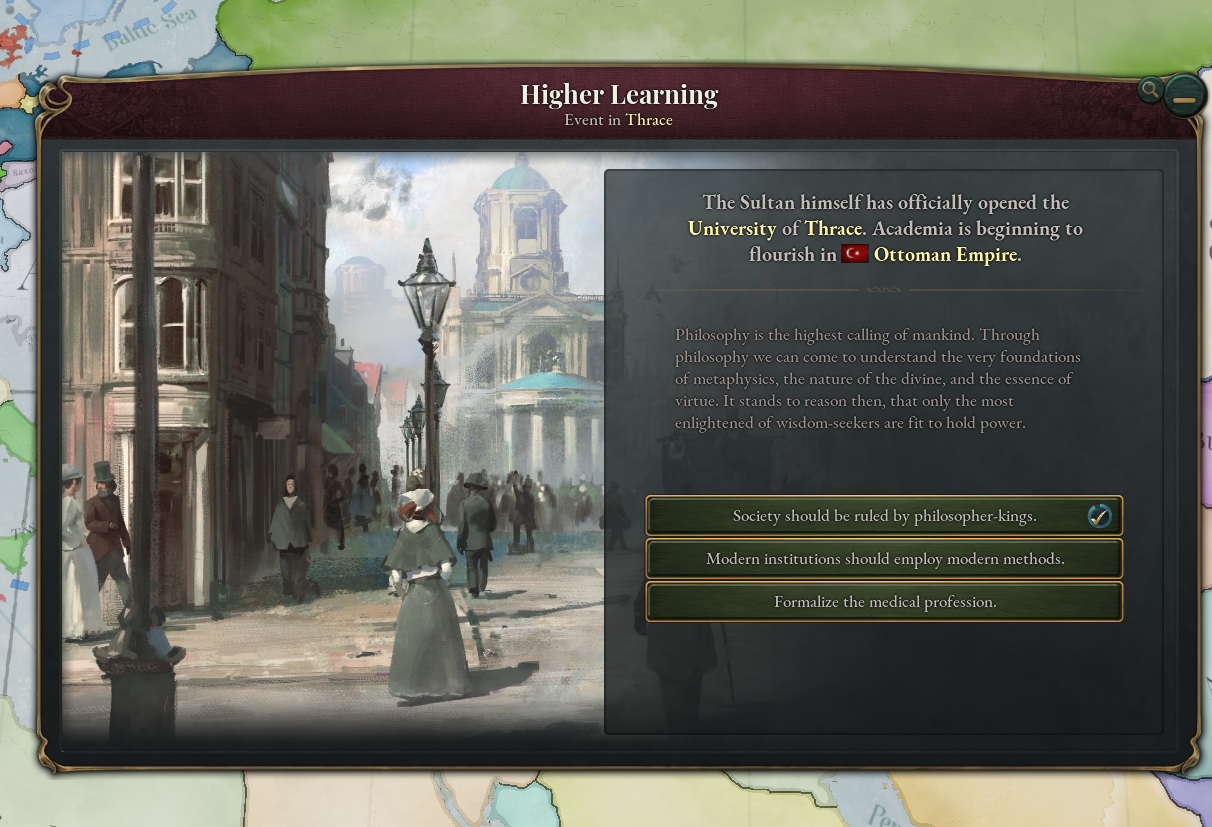 Baltic Sea
Higher Learning
Event in Thrace
The Sultan himself has officially opened the
University of Thrace. Academia is beginning to
flourish in Ottoman Empire.
Philosophy is the highest calling of mankind. Through
philosophy we can come to understand the very foundations
of metaphysics, the nature of the divine, and the essence of
virtue. It stands to reason then, that only the most
enlightened of wisdom-seekers are fit to hold power.
Society should be ruled by philosopher-kings.
Modern institutions should employ modern methods.
Formalize the medical profession.